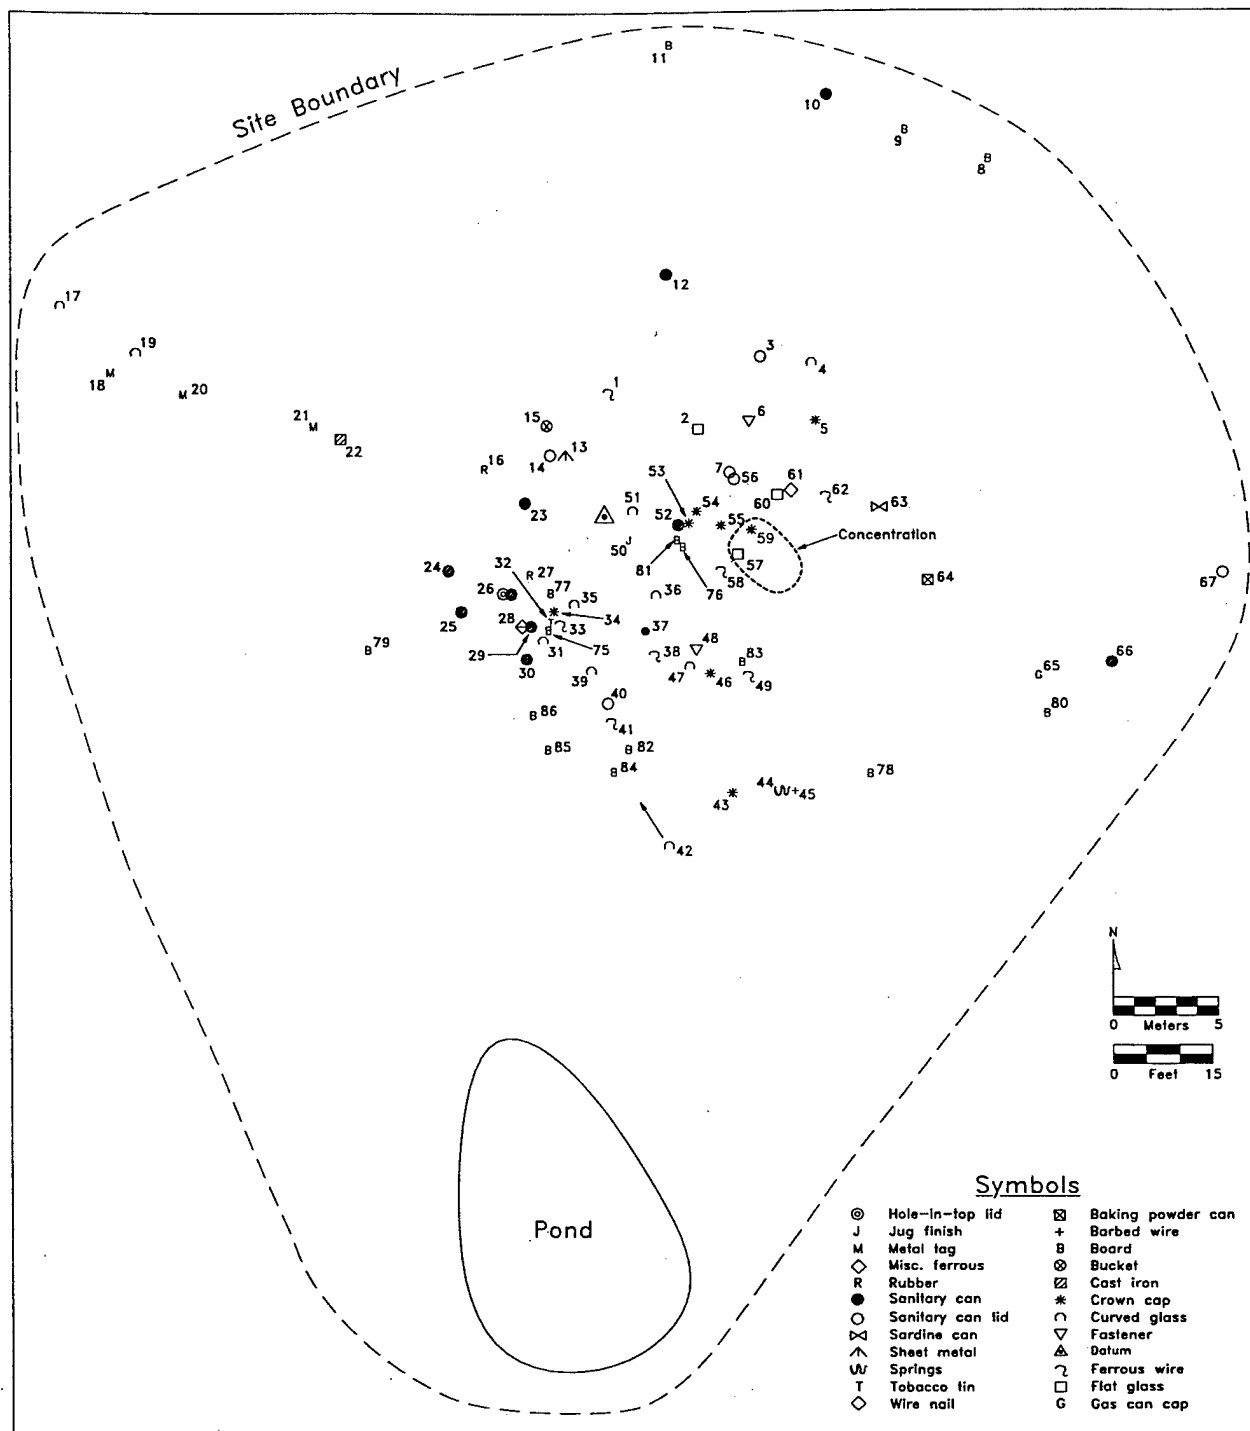 B
11
10
B
9
B
8
Site Boundary
12
17
19
3
4
18 M
M 20
1
21 M
22
15
2
6
5
14
13
R 16
7
56
53
61
60
62
63
23
51
54
52
55
59
Concentration
50 J
B
B
81
76
57
58
24
32
R 27
26
B 77
35
36
64
67
25
28
T
33
34
37
B 79
29
B
31
75
30
38
48
47
46
B 83
49
39
G 65
66
40
B 80
B 86
41
B 85
B 82
B 84
B 78
43
44
45
42
N
0 Meters 5
0 Feet 15
Pond
Symbols
Hole-in-top lid
J Jug finish
M Metal tag
Misc. ferrous
R Rubber
Sanitary can
Sanitary can lid
Sardine can
Sheet metal
Springs
T Tobacco tin
Wire nail
Baking powder can
+ Barbed wire
B Board
Bucket
Cast iron
Crown cap
Curved glass
Fastener
Datum
Ferrous wire
Flat glass
G Gas can cap